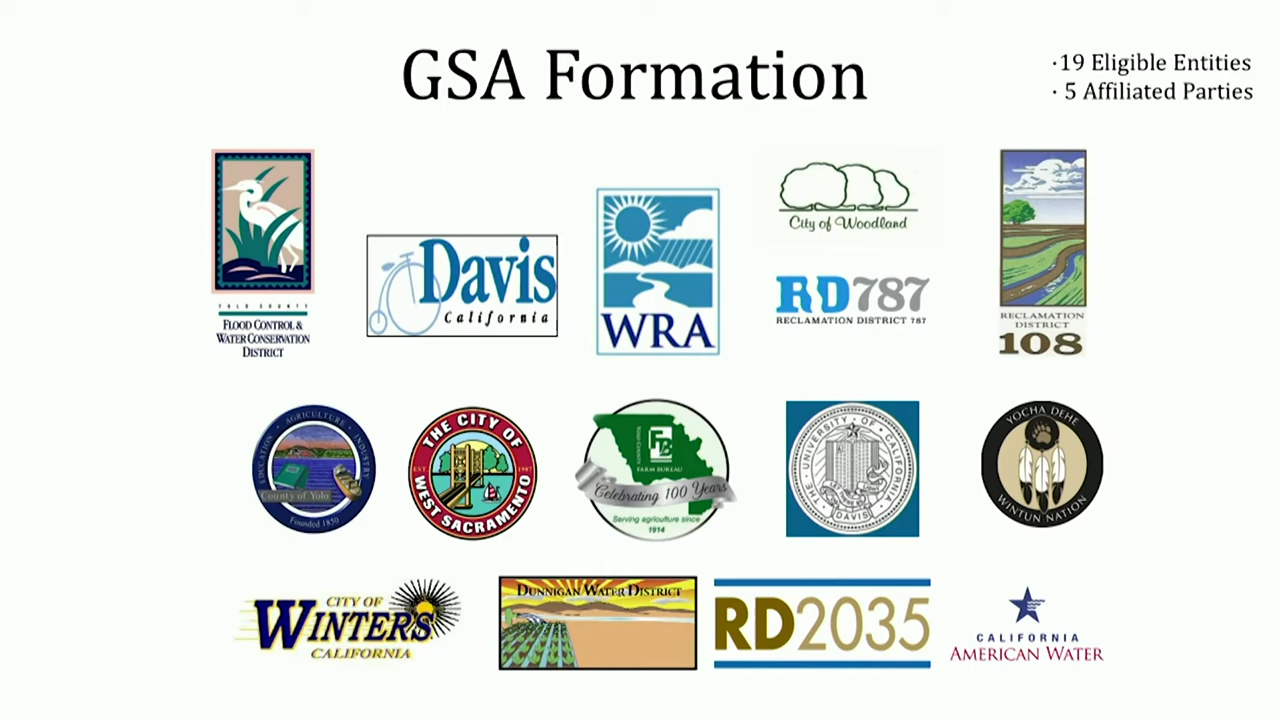 GSA Formation
·19 Eligible Entities
· 5 Affiliated Parties
YOLO COUNTY
FLOOD CONTROL &
WATER CONSERVATION
DISTRICT
Davis
California
WRA
City of Woodland
RD787
RECLAMATION DISTRICT 787
RECLAMATION
DISTRICT
108
EDUCATION · AGRICULTURE · INDUSTRY
County of Yolo
Founded 1850
THE CITY OF
EST. 1987
WEST SACRAMENTO
YOLO COUNTY
FB
FARM BUREAU
Celebrating 100 Years
Serving agriculture since
1914
THE UNIVERSITY OF CALIFORNIA
DAVIS
YOCHA DEHE
WINTUN NATION
CITY OF
WINTERS
CALIFORNIA
DUNNIGAN WATER DISTRICT
RD2035
CALIFORNIA
AMERICAN WATER